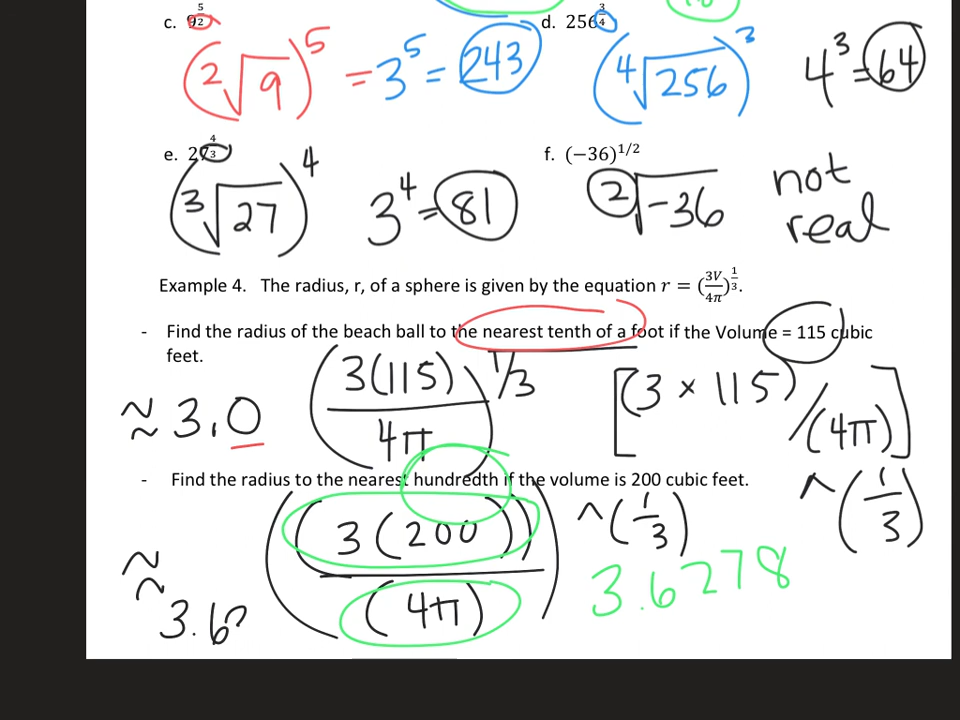 c. 9^(5/2)
d. 256^(3/4)
(²√9)^5 = 3^5 = 243
(⁴√256)^3 4^3 = 64
e. 27^(4/3)
f. (−36)^1/2
(³√27)^4 3^4 = 81
²√-36 not real
Example 4. The radius, r, of a sphere is given by the equation r = (3V/4π)^(1/3).
- Find the radius of the beach ball to the nearest tenth of a foot if the Volume = 115 cubic
feet.
≈ 3.0 (3(115)/4π)^1/3 [(3 × 115)/(4π)]
^(1/3)
- Find the radius to the nearest hundredth if the volume is 200 cubic feet.
((3(200))/(4π)) ^(1/3)
3.6278
≈ 3.6